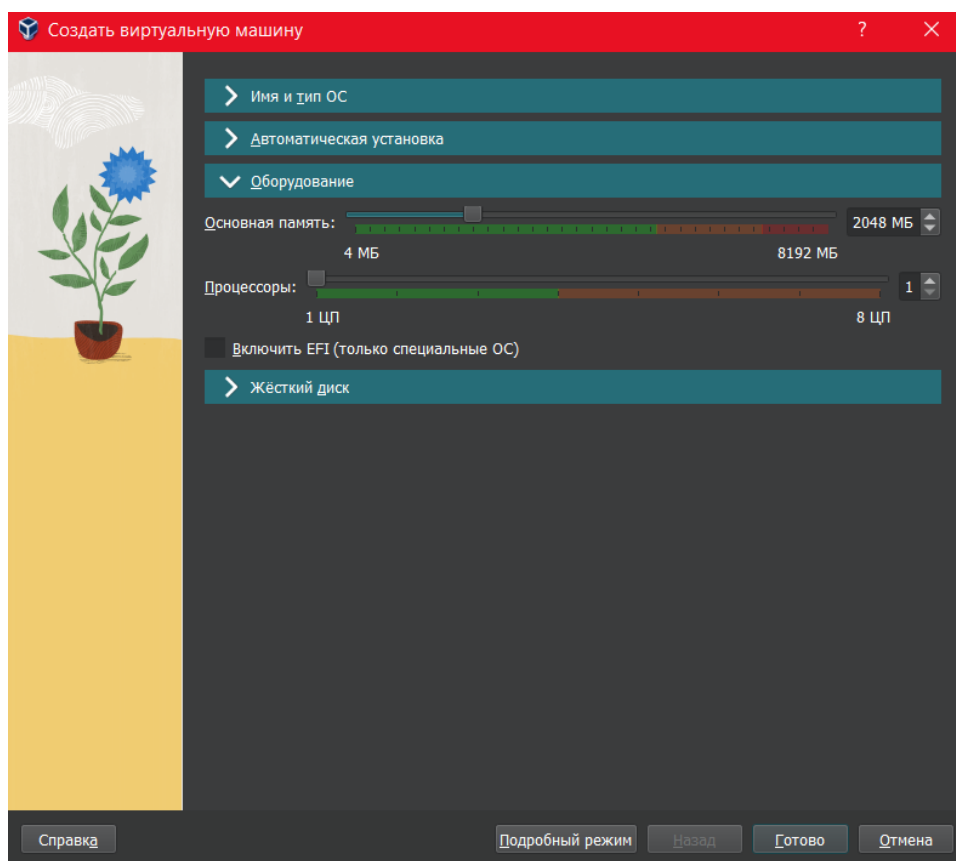 Создать виртуальную машину ?
Имя и тип ОС
Автоматическая установка
Оборудование
Основная память: 2048 МБ
4 МБ 8192 МБ
Процессоры: 1
1 ЦП 8 ЦП
Включить EFI (только специальные ОС)
Жёсткий диск
Справка Подробный режим Назад Готово Отмена